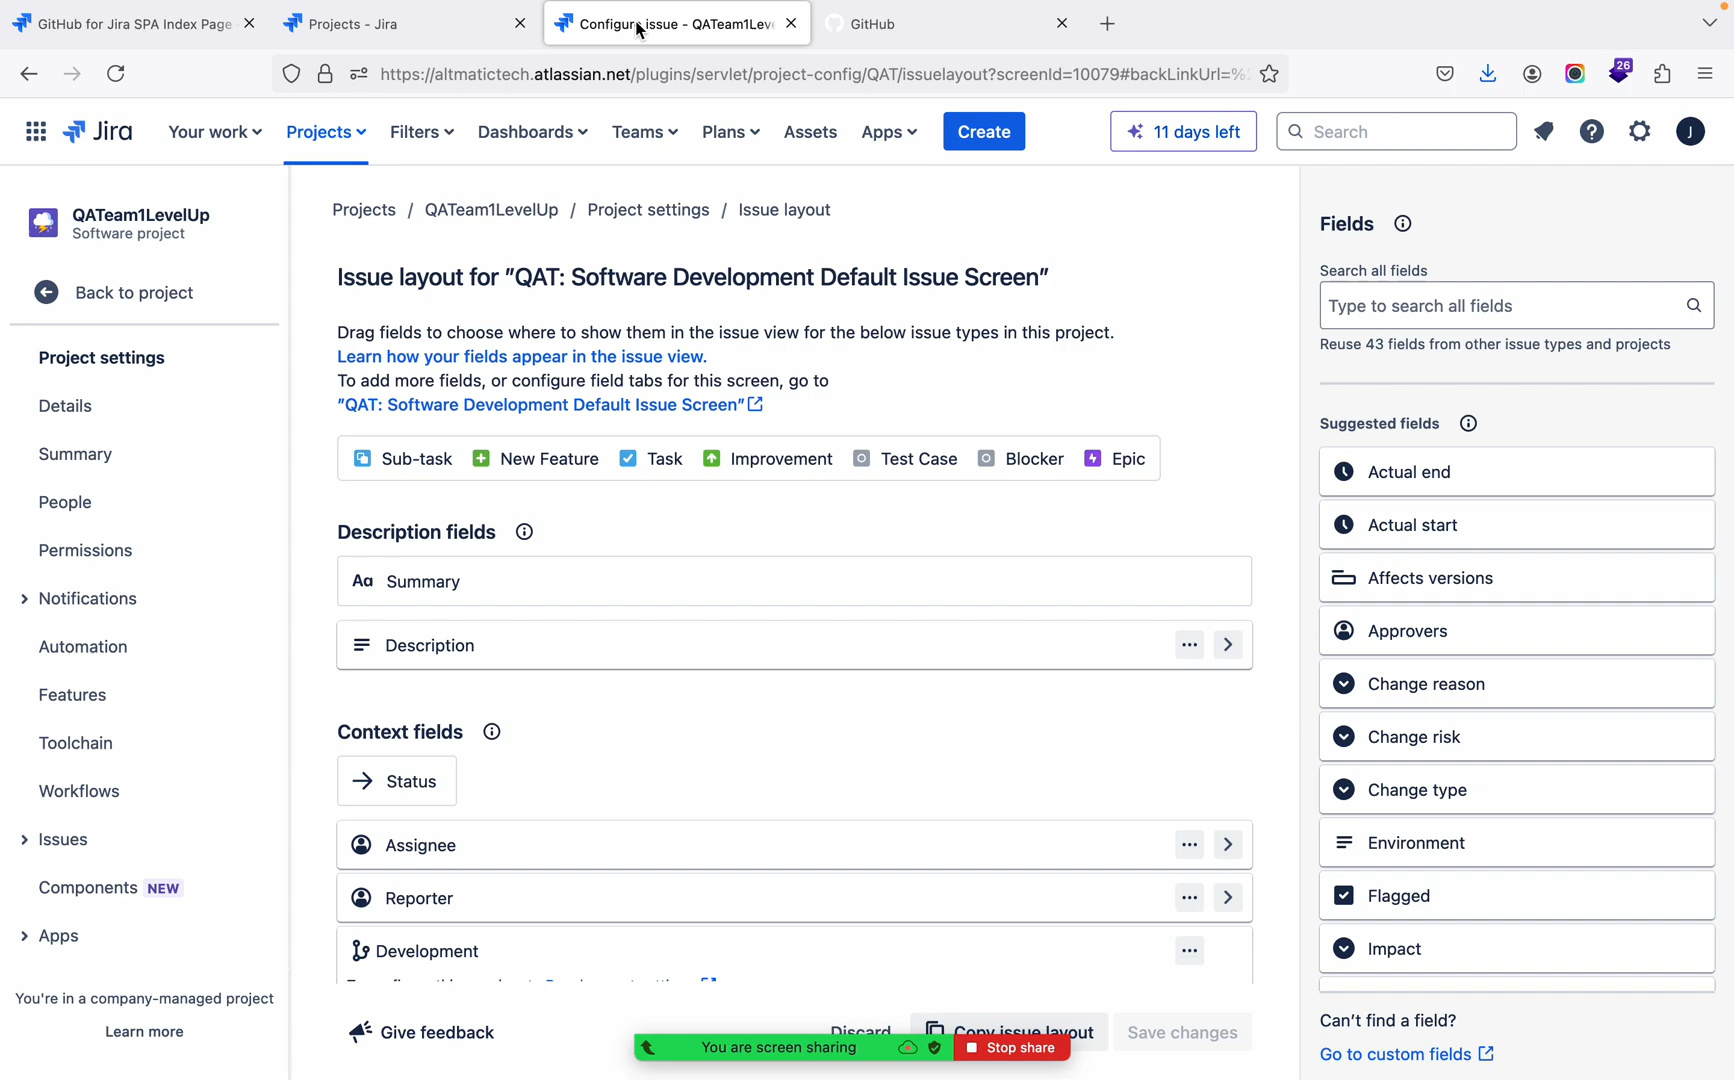 GitHub for Jira SPA Index Page
Projects - Jira
Configure issue - QATeam1Leve
GitHub
https://altmatictech.atlassian.net/plugins/servlet/project-config/QAT/issuelayout?screenId=10079#backLinkUrl=%
26
Jira
Your work
Projects
Filters
Dashboards
Teams
Plans
Assets
Apps
Create
11 days left
Search
J
QATeam1LevelUp
Software project
Back to project
Project settings
Details
Summary
People
Permissions
Notifications
Automation
Features
Toolchain
Workflows
Issues
Components NEW
Apps
You're in a company-managed project
Learn more
Projects / QATeam1LevelUp / Project settings / Issue layout
Issue layout for "QAT: Software Development Default Issue Screen"
Drag fields to choose where to show them in the issue view for the below issue types in this project.
Learn how your fields appear in the issue view.
To add more fields, or configure field tabs for this screen, go to
"QAT: Software Development Default Issue Screen"
Sub-task New Feature Task Improvement Test Case Blocker Epic
Description fields
Aa Summary
Description
Context fields
Status
Assignee
Reporter
Development
Give feedback
Discard
Copy issue layout
Save changes
You are screen sharing
Stop share
Fields
Search all fields
Type to search all fields
Reuse 43 fields from other issue types and projects
Suggested fields
Actual end
Actual start
Affects versions
Approvers
Change reason
Change risk
Change type
Environment
Flagged
Impact
Can't find a field?
Go to custom fields